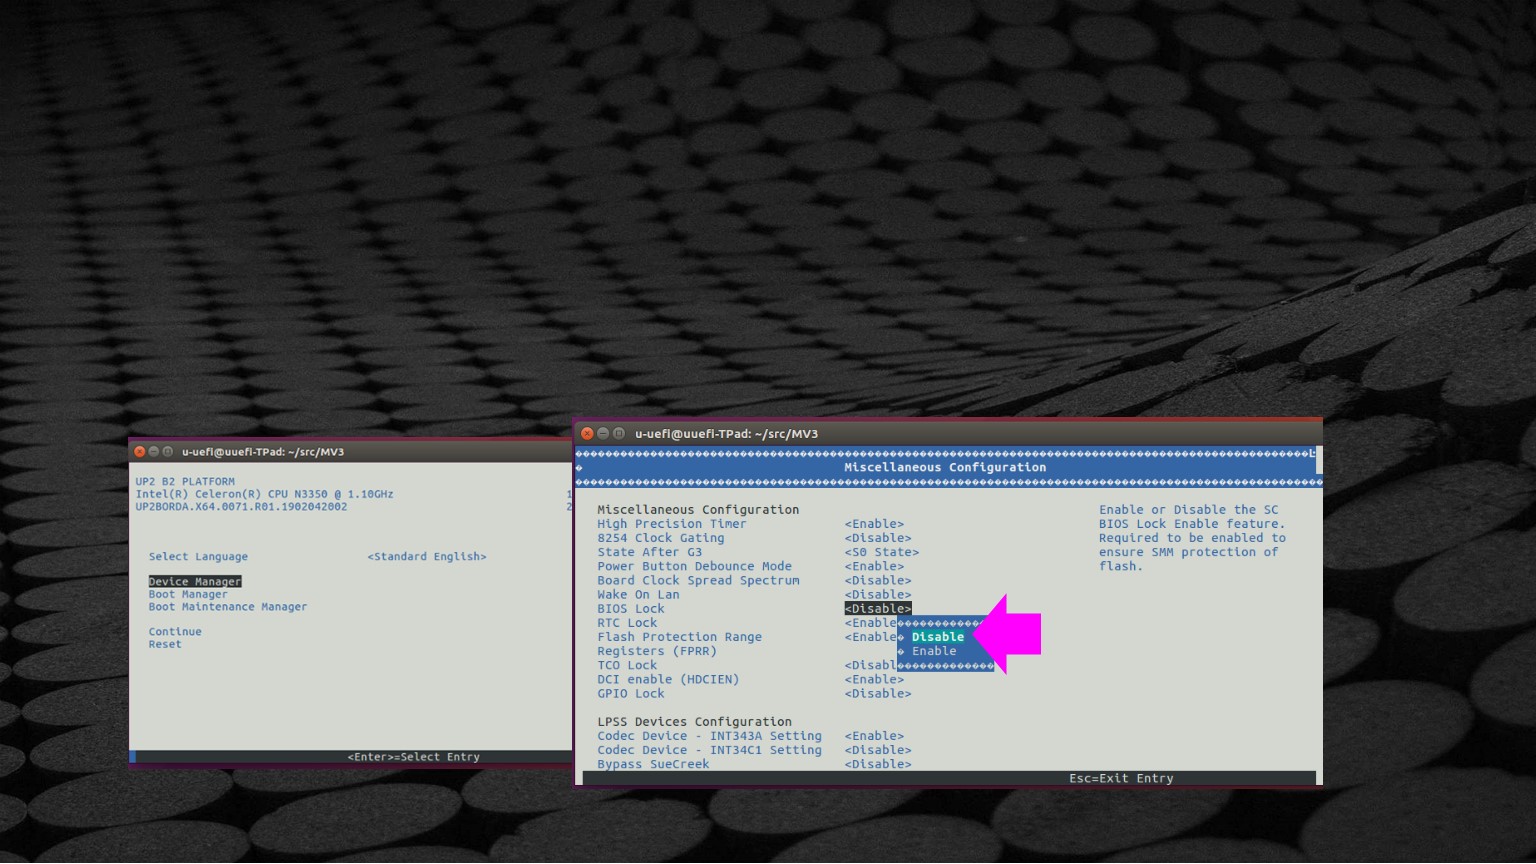 u-uefi@uuefi-TPad: ~/src/MV3
UP2 B2 PLATFORM
Intel(R) Celeron(R) CPU N3350 @ 1.10GHz 1
UP2BORDA.X64.0071.R01.1902042002 2
Select Language <Standard English>
Device Manager
Boot Manager
Boot Maintenance Manager
Continue
Reset
<Enter>=Select Entry
u-uefi@uuefi-TPad: ~/src/MV3
Miscellaneous Configuration
Miscellaneous Configuration
High Precision Timer <Enable>
8254 Clock Gating <Disable>
State After G3 <S0 State>
Power Button Debounce Mode <Enable>
Board Clock Spread Spectrum <Disable>
Wake On Lan <Disable>
BIOS Lock <Disable>
RTC Lock <Enable
Flash Protection Range <Enable
Registers (FPRR)
TCO Lock <Disabl
DCI enable (HDCIEN) <Enable>
GPIO Lock <Disable>
Disable
Enable
LPSS Devices Configuration
Codec Device - INT343A Setting <Enable>
Codec Device - INT34C1 Setting <Disable>
Bypass SueCreek <Disable>
Enable or Disable the SC
BIOS Lock Enable feature.
Required to be enabled to
ensure SMM protection of
flash.
Esc=Exit Entry